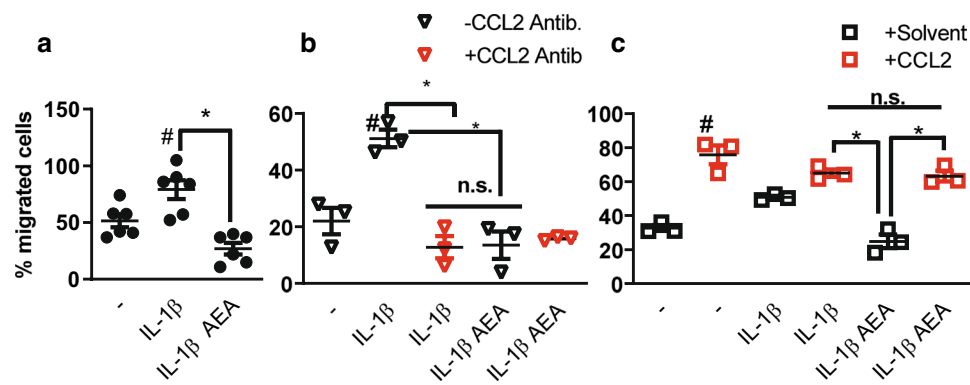 a
% migrated cells
150
100
50
0
#
*
-
IL-1β
IL-1β AEA
b
-CCL2 Antib.
+CCL2 Antib
60
40
20
0
#
*
*
n.s.
-
IL-1β
IL-1β
IL-1β AEA
IL-1β AEA
c
+Solvent
+CCL2
100
80
60
40
20
0
#
n.s.
*
*
-
-
IL-1β
IL-1β
IL-1β AEA
IL-1β AEA